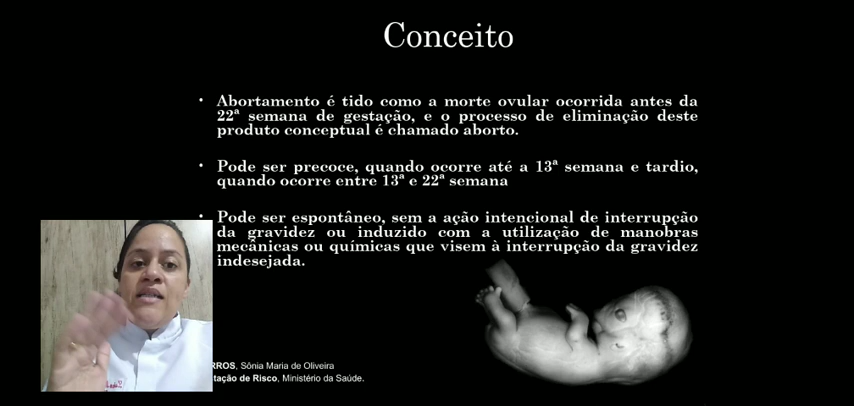 Conceito
• Abortamento é tido como a morte ovular ocorrida antes da
22ª semana de gestação, e o processo de eliminação deste
produto conceptual é chamado aborto.
• Pode ser precoce, quando ocorre até a 13ª semana e tardio,
quando ocorre entre 13ª e 22ª semana
• Pode ser espontâneo, sem a ação intencional de interrupção
da gravidez ou induzido com a utilização de manobras
mecânicas ou químicas que visem à interrupção da gravidez
indesejada.
RROS, Sônia Maria de Oliveira
tação de Risco, Ministério da Saúde.